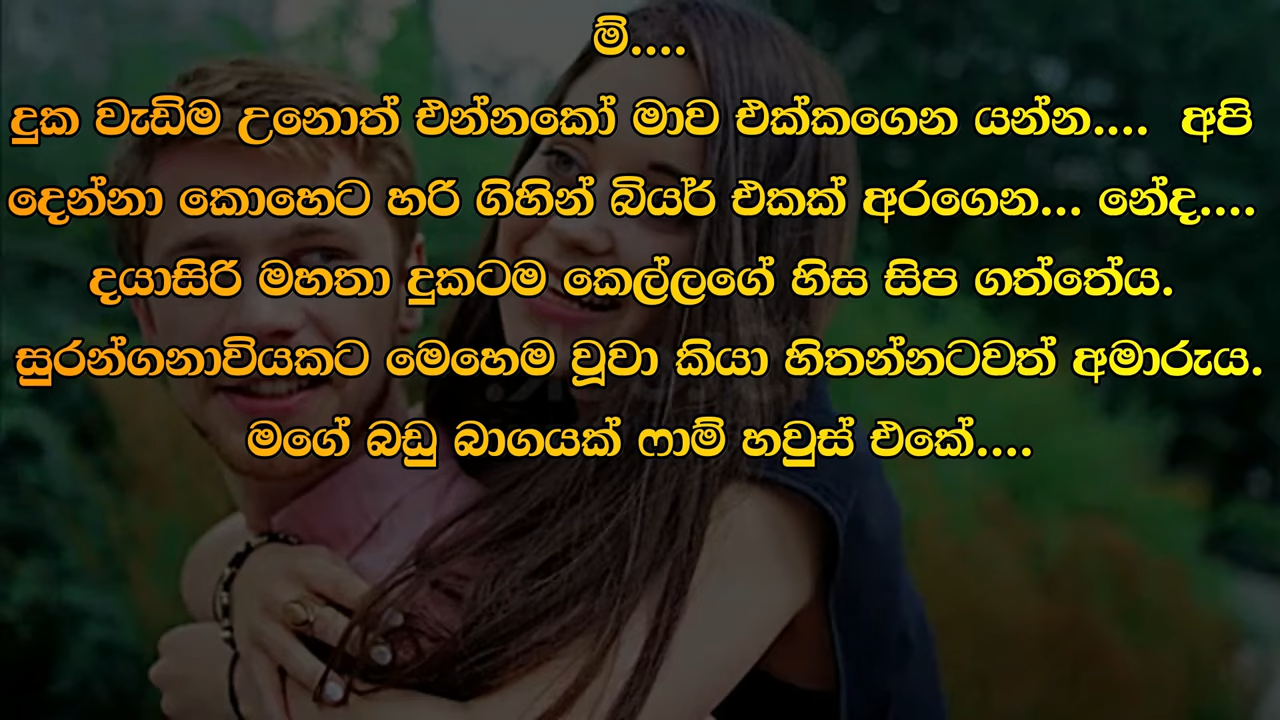 ම්....
දුක වැඩිම උනොත් එන්නකෝ මාව එක්කගෙන යන්න.... අපි
දෙන්නා කොහෙට හරි ගිහින් බියර් එකක් අරගෙන... නේද....
දයාසිරි මහතා දුකටම කෙල්ලගේ හිස සිප ගත්තේය.
සුරන්ගනාවියකට මෙහෙම වූවා කියා හිතන්නටවත් අමාරුය.
මගේ බඩු බාගයක් ෆාම් හවුස් එකේ....